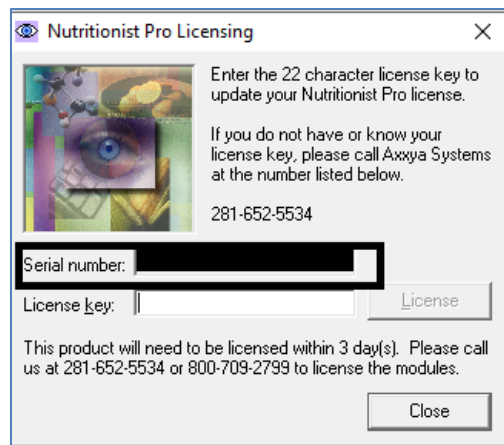 Nutritionist Pro Licensing
Enter the 22 character license key to
update your Nutritionist Pro license.
If you do not have or know your
license key, please call Axxya Systems
at the number listed below.
281-652-5534
Serial number:
License key:
License
This product will need to be licensed within 3 day(s). Please call
us at 281-652-5534 or 800-709-2799 to license the modules.
Close